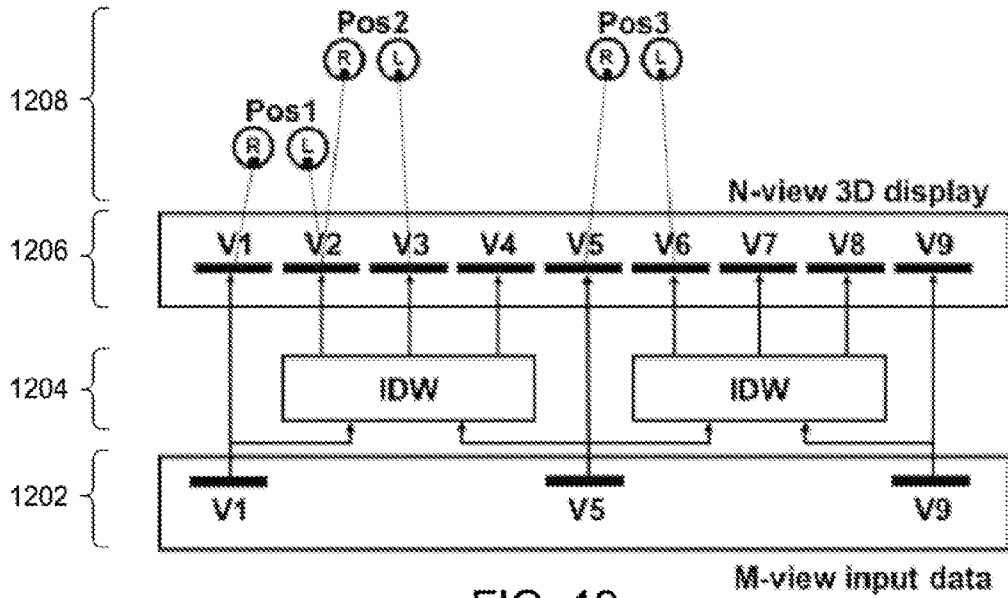 Pos2 Pos3
R L R L
1208
Pos1
R L
N-view 3D display
1206
V1 V2 V3 V4 V5 V6 V7 V8 V9
1204
IDW IDW
1202
V1 V5 V9
M-view input data